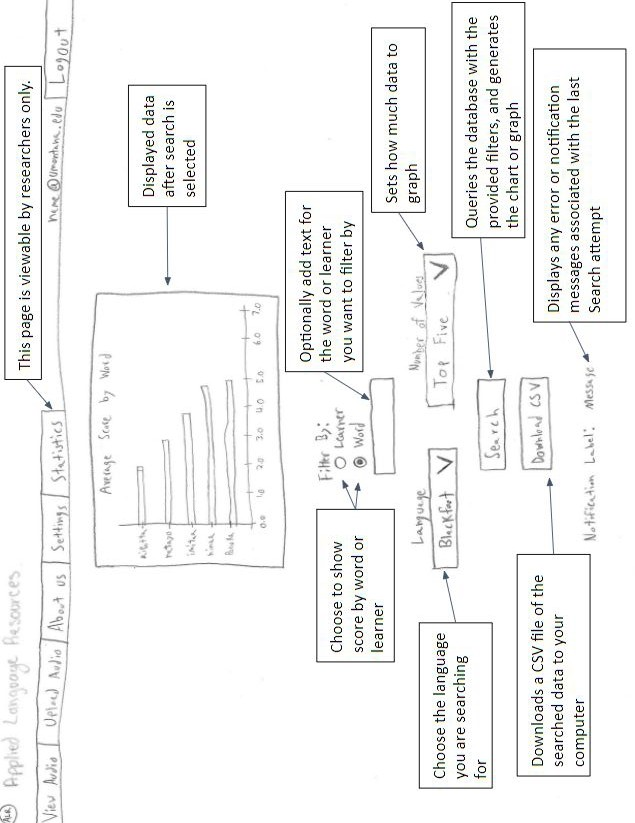 ALR Applied Language Resources
View Audio Upload Audio About us Settings Statistics name@umontana.edu Logout
This page is viewable by researchers only.
Average Score by Word
0.0 1.0 2.0 3.0 4.0 5.0 6.0 7.0
Displayed data
after search is
selected
Filter By:
Learner
Word
Choose to show
score by word or
learner
Optionally add text for
the word or learner
you want to filter by
Language
Blackfoot
Number of Values
Top Five
Sets how much data to
graph
Choose the language
you are searching
for
Search
Queries the database with the
provided filters, and generates
the chart or graph
Download CSV
Downloads a CSV file of the
searched data to your
computer
Notification Label: Message
Displays any error or notification
messages associated with the last
Search attempt